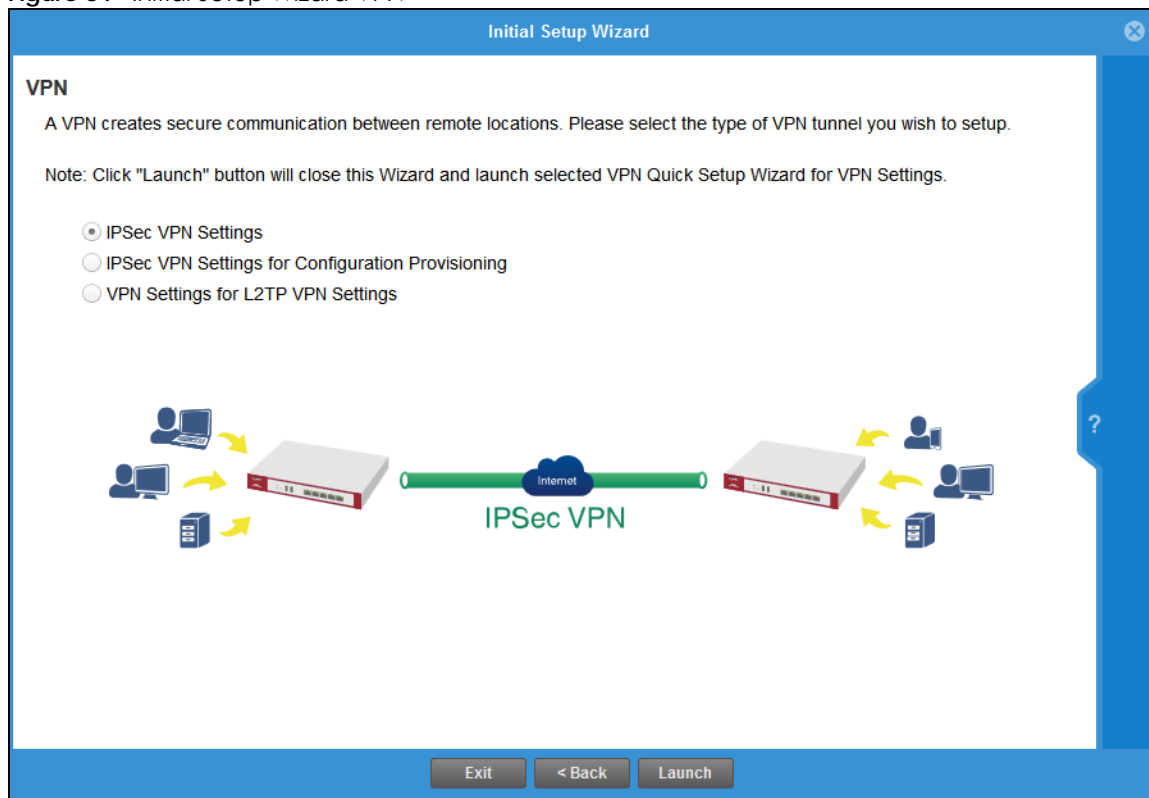 Initial Setup Wizard
VPN
A VPN creates secure communication between remote locations. Please select the type of VPN tunnel you wish to setup.
Note: Click "Launch" button will close this Wizard and launch selected VPN Quick Setup Wizard for VPN Settings.
IPSec VPN Settings
IPSec VPN Settings for Configuration Provisioning
VPN Settings for L2TP VPN Settings
?
Internet
IPSec VPN
Exit
< Back
Launch